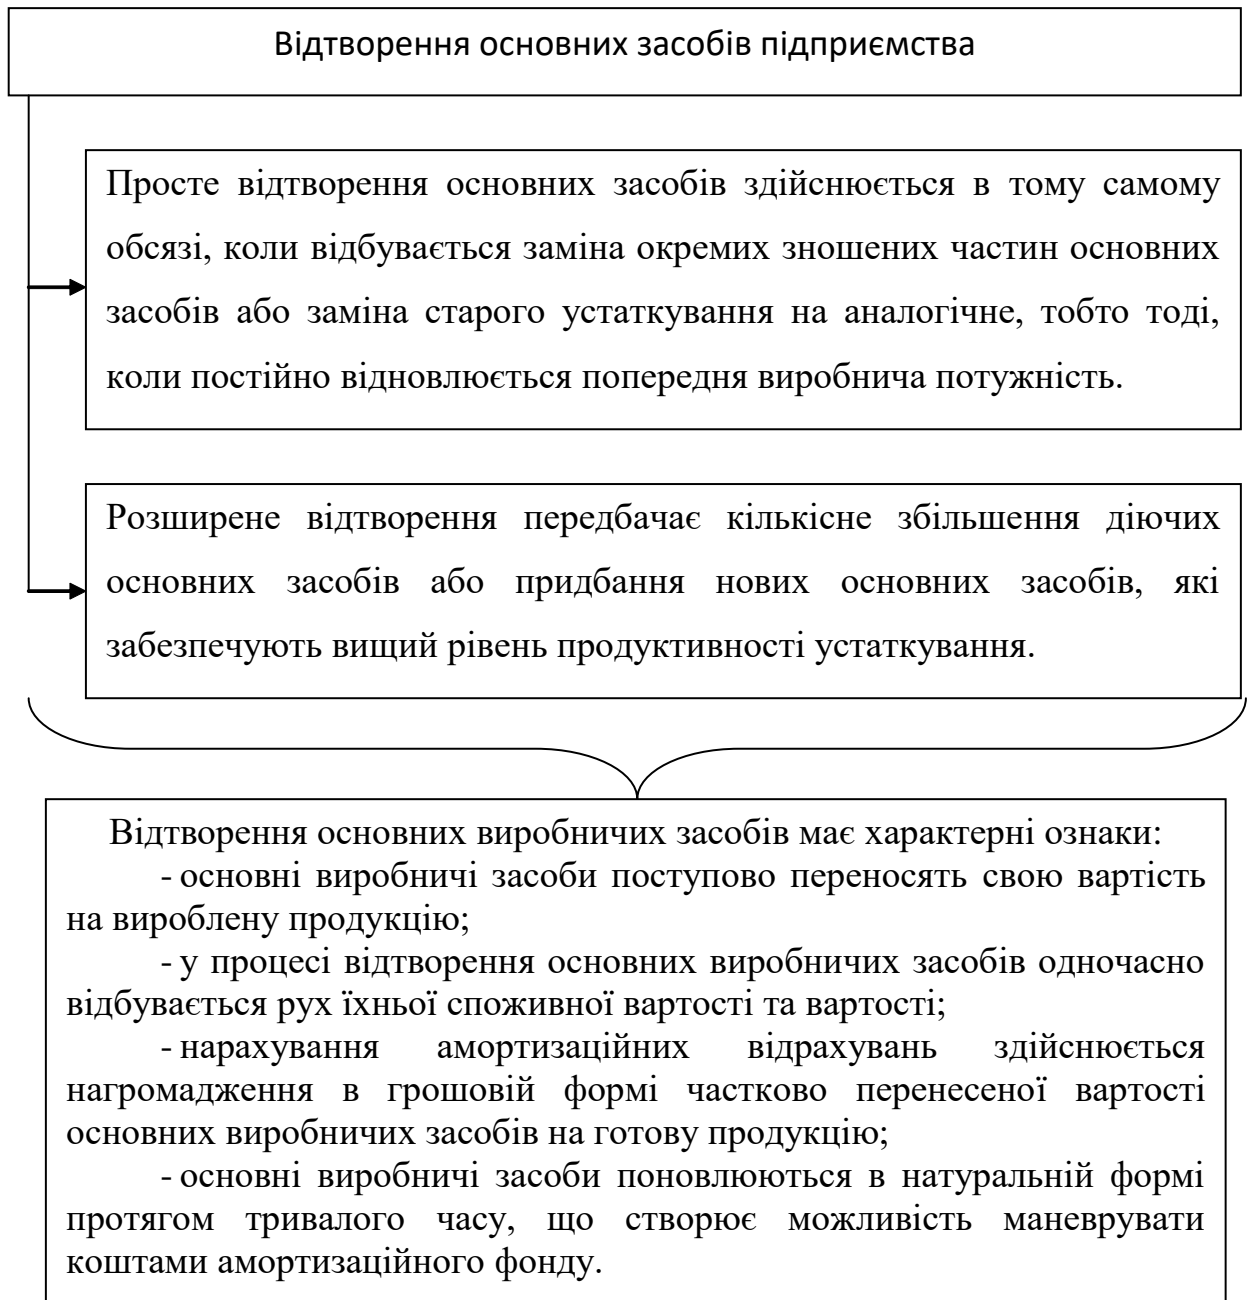 Відтворення основних засобів підприємства
Просте відтворення основних засобів здійснюється в тому самому
обсязі, коли відбувається заміна окремих зношених частин основних
засобів або заміна старого устаткування на аналогічне, тобто тоді,
коли постійно відновлюється попередня виробнича потужність.
Розширене відтворення передбачає кількісне збільшення діючих
основних засобів або придбання нових основних засобів, які
забезпечують вищий рівень продуктивності устаткування.
Відтворення основних виробничих засобів має характерні ознаки:
- основні виробничі засоби поступово переносять свою вартість
на вироблену продукцію;
- у процесі відтворення основних виробничих засобів одночасно
відбувається рух їхньої споживної вартості та вартості;
- нарахування амортизаційних відрахувань здійснюється
нагромадження в грошовій формі частково перенесеної вартості
основних виробничих засобів на готову продукцію;
- основні виробничі засоби поновлюються в натуральній формі
протягом тривалого часу, що створює можливість маневрувати
коштами амортизаційного фонду.